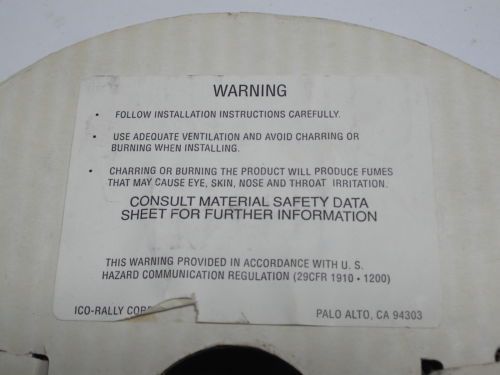 WARNING
• FOLLOW INSTALLATION INSTRUCTIONS CAREFULLY.
• USE ADEQUATE VENTILATION AND AVOID CHARRING OR
BURNING WHEN INSTALLING.
• CHARRING OR BURNING THE PRODUCT WILL PRODUCE FUMES
THAT MAY CAUSE EYE, SKIN, NOSE AND THROAT IRRITATION.
CONSULT MATERIAL SAFETY DATA
SHEET FOR FURTHER INFORMATION
THIS WARNING PROVIDED IN ACCORDANCE WITH U. S.
HAZARD COMMUNICATION REGULATION (29CFR 1910 • 1200)
ICO-RALLY CORP PALO ALTO, CA 94303